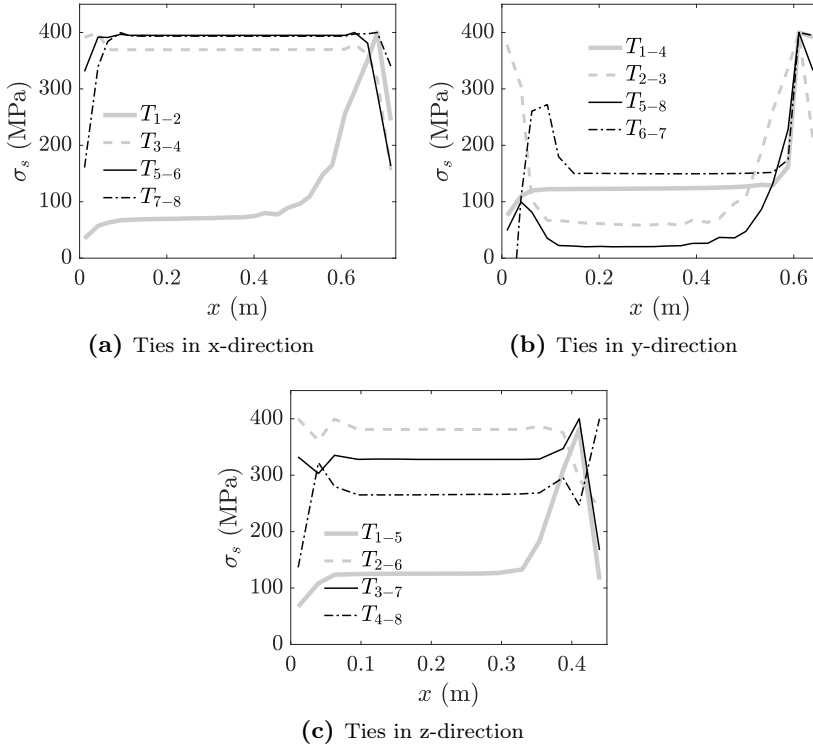 400
300
200
100
0
σₛ (MPa)
T₁₋₂
T₃₋₄
T₅₋₆
T₇₋₈
0 0.2 0.4 0.6
x (m)
(a) Ties in x-direction
400
300
200
100
0
σₛ (MPa)
T₁₋₄
T₂₋₃
T₅₋₈
T₆₋₇
0 0.2 0.4 0.6
x (m)
(b) Ties in y-direction
400
300
200
100
0
σₛ (MPa)
T₁₋₅
T₂₋₆
T₃₋₇
T₄₋₈
0 0.1 0.2 0.3 0.4
x (m)
(c) Ties in z-direction